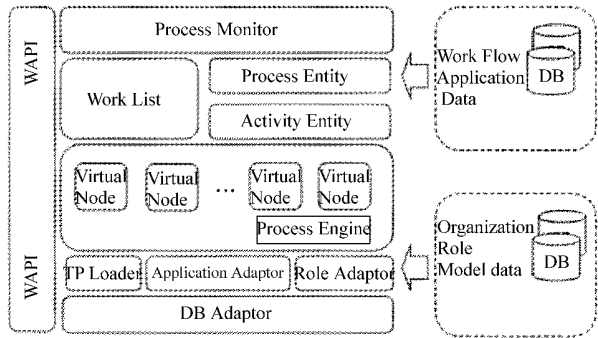 WAPI
WAPI
Process Monitor
Work List
Process Entity
Activity Entity
Virtual
Node
Virtual
Node
...
Virtual
Node
Virtual
Node
Process Engine
TP Loader
Application Adaptor
Role Adaptor
DB Adaptor
Work Flow
Application
Data
DB
Organization
Role
Model data
DB